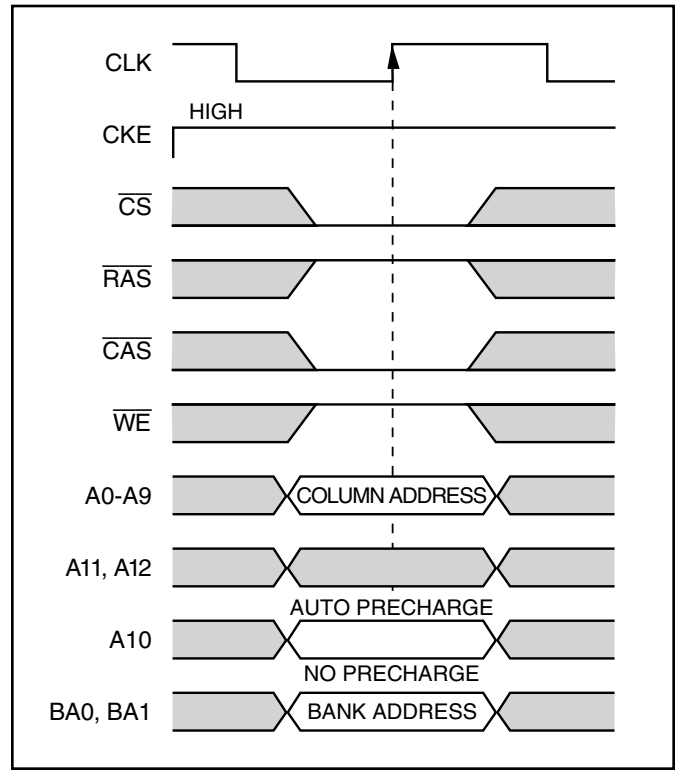 CLK
HIGH
CKE
CS
RAS
CAS
WE
A0-A9 COLUMN ADDRESS
A11, A12
AUTO PRECHARGE
A10
NO PRECHARGE
BA0, BA1 BANK ADDRESS